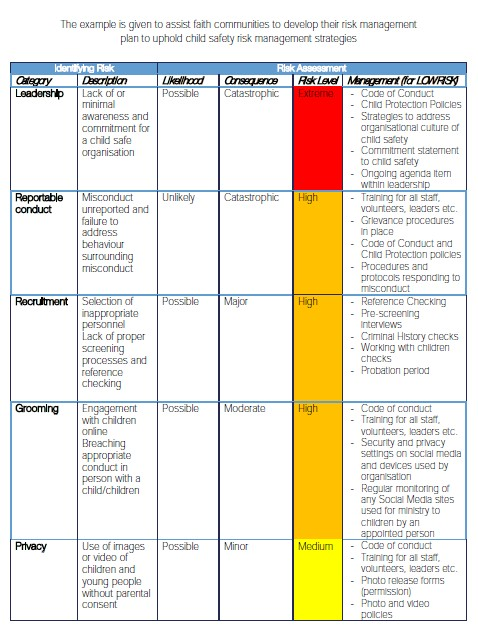 The example is given to assist faith communities to develop their risk management
plan to uphold child safety risk management strategies
Identifying Risk Risk Assessment
Category Description Likelihood Consequence Risk Level Management (for LOW RISK)
Leadership
Lack of or
minimal
awareness and
commitment for
a child safe
organisation
Possible
Catastrophic
Extreme
- Code of Conduct
- Child Protection Policies
- Strategies to address
organisational culture of
child safety
- Commitment statement
to child safety
- Ongoing agenda item
within leadership
Reportable
conduct
Misconduct
unreported and
failure to
address
behaviour
surrounding
misconduct
Unlikely
Catastrophic
High
- Training for all staff,
volunteers, leaders etc.
- Grievance procedures
in place
- Code of Conduct and
Child Protection policies
- Procedures and
protocols responding to
misconduct
Recruitment
Selection of
inappropriate
personnel
Lack of proper
screening
processes and
reference
checking
Possible
Major
High
- Reference Checking
- Pre-screening
interviews
- Criminal History checks
- Working with children
checks
- Probation period
Grooming
Engagement
with children
online
Breaching
appropriate
conduct in
person with a
child/children
Possible
Moderate
High
- Code of conduct
- Training for all staff,
volunteers, leaders etc.
- Security and privacy
settings on social media
and devices used by
organisation
- Regular monitoring of
any Social Media sites
used for ministry to
children by an
appointed person
Privacy
Use of images
or video of
children and
young people
without parental
consent
Possible
Minor
Medium
- Code of conduct
- Training for all staff,
volunteers, leaders etc.
- Photo release forms
(permission)
- Photo and video
policies